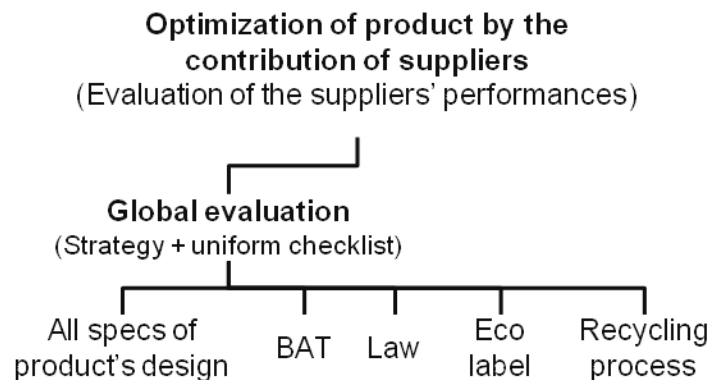 Optimization of product by the
contribution of suppliers
(Evaluation of the suppliers' performances)
Global evaluation
(Strategy + uniform checklist)
All specs of
product's design
BAT
Law
Eco
label
Recycling
process